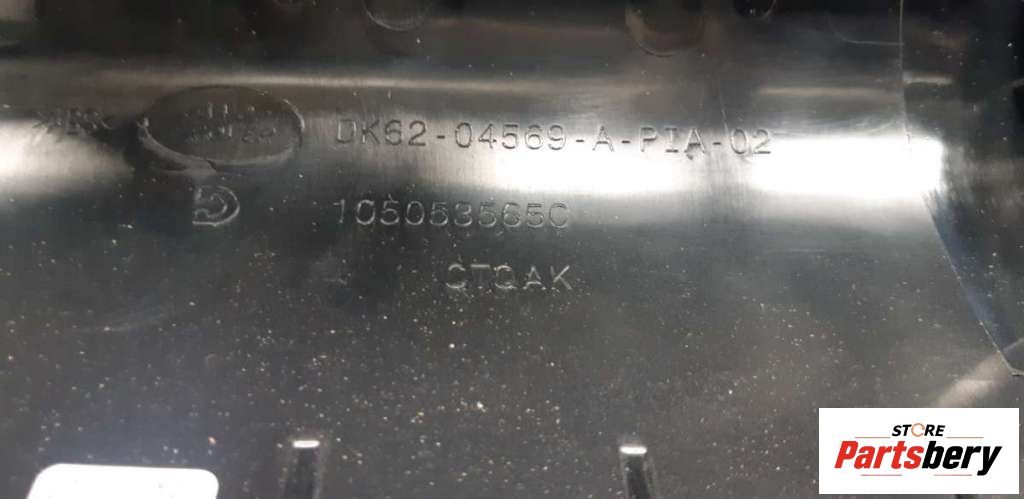 DK62-04569-A-PIA-02
105053565C
CTQAK
STORE
Partsbery